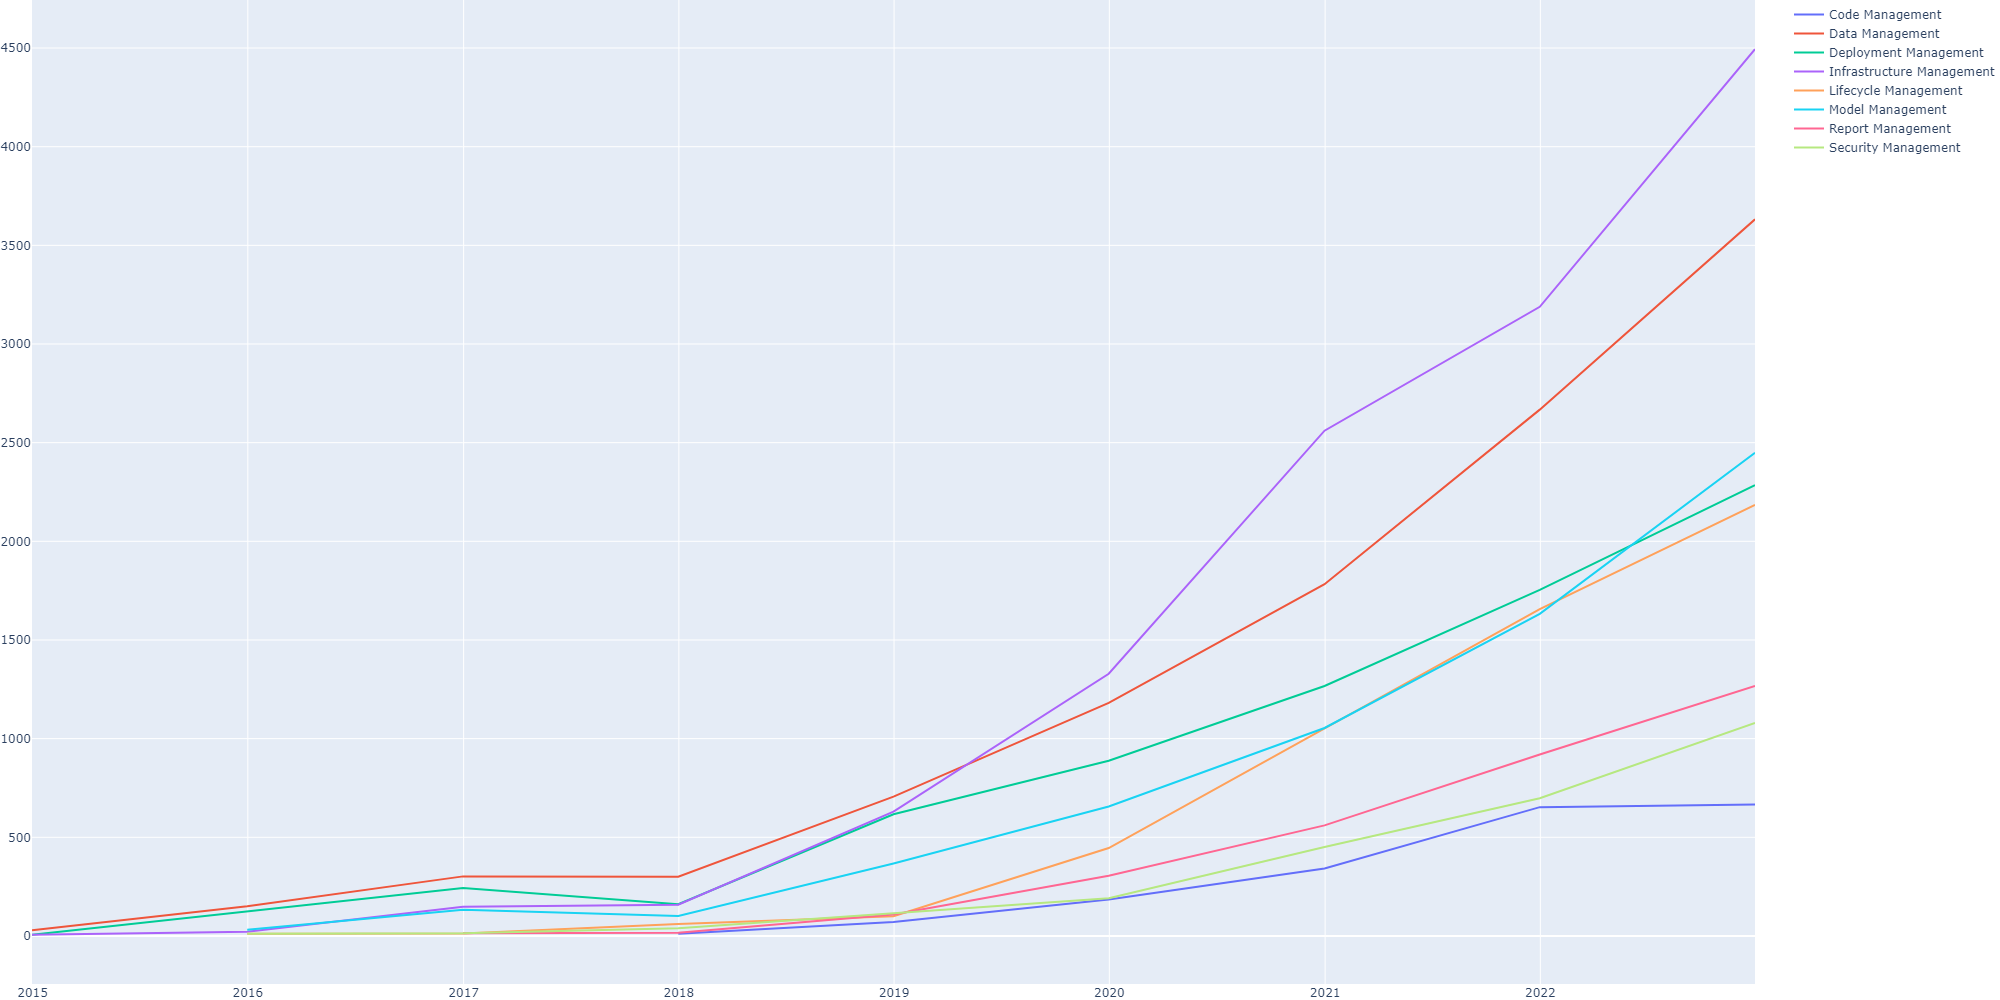 4500
4000
3500
3000
2500
2000
1500
1000
500
0
2015 2016 2017 2018 2019 2020 2021 2022
Code Management
Data Management
Deployment Management
Infrastructure Management
Lifecycle Management
Model Management
Report Management
Security Management